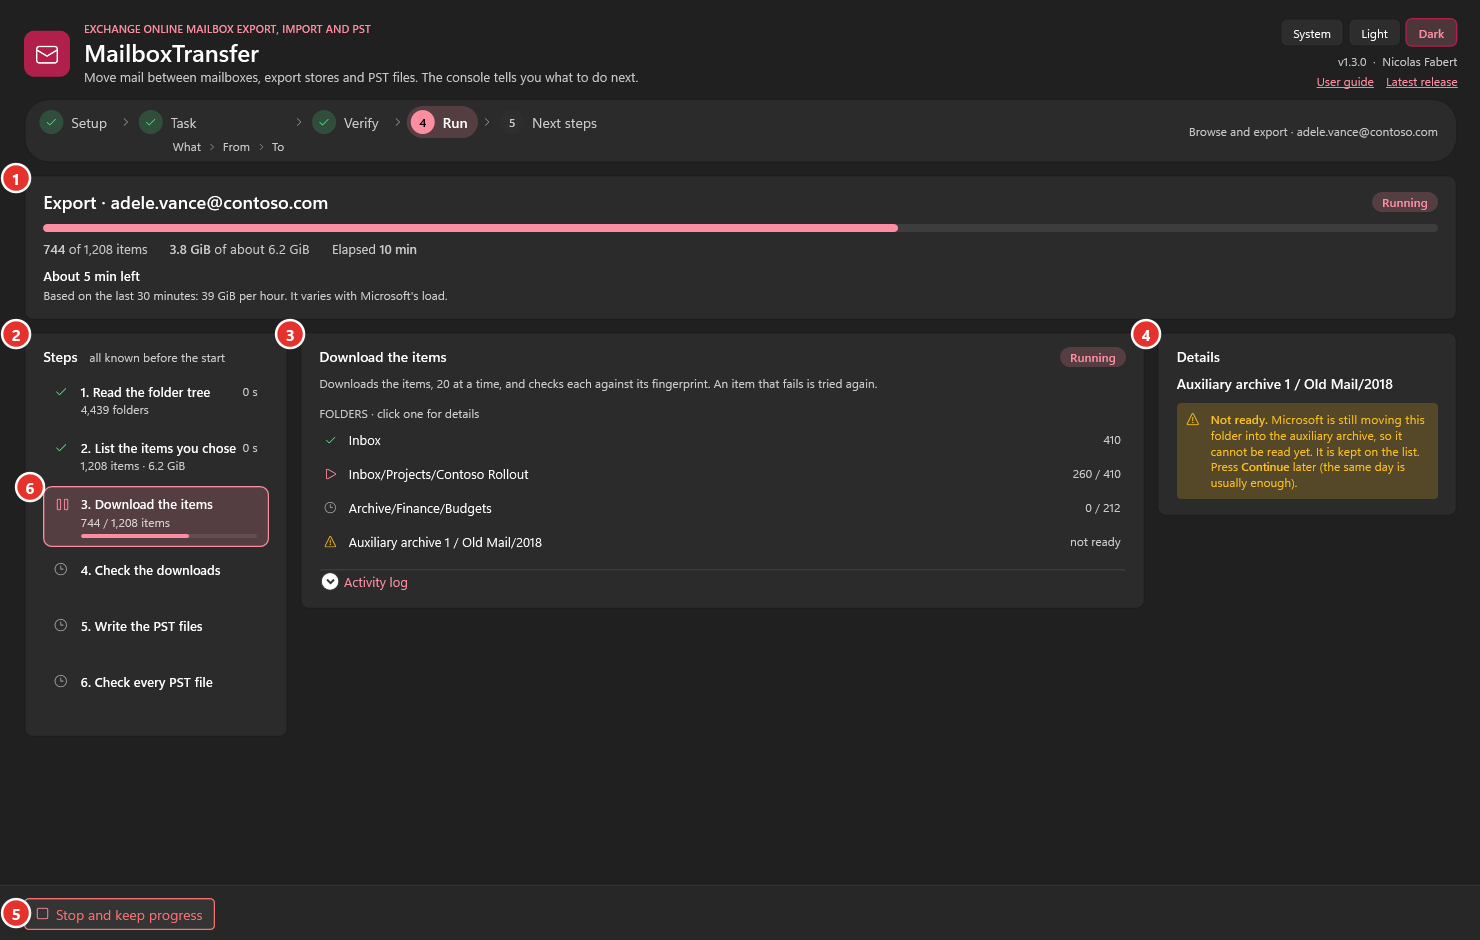 EXCHANGE ONLINE MAILBOX EXPORT, IMPORT AND PST
MailboxTransfer
Move mail between mailboxes, export stores and PST files. The console tells you what to do next.
System
Light
Dark
v1.3.0 · Nicolas Fabert
User guide
Latest release
Setup
Task
Verify
4
Run
5
Next steps
What
From
To
Browse and export · adele.vance@contoso.com
1
Export · adele.vance@contoso.com
Running
744 of 1,208 items
3.8 GiB of about 6.2 GiB
Elapsed 10 min
About 5 min left
Based on the last 30 minutes: 39 GiB per hour. It varies with Microsoft's load.
2
Steps
all known before the start
1. Read the folder tree
0 s
4,439 folders
2. List the items you chose
0 s
1,208 items · 6.2 GiB
6
3. Download the items
744 / 1,208 items
4. Check the downloads
5. Write the PST files
6. Check every PST file
3
Download the items
Running
Downloads the items, 20 at a time, and checks each against its fingerprint. An item that fails is tried again.
FOLDERS · click one for details
Inbox
410
Inbox/Projects/Contoso Rollout
260 / 410
Archive/Finance/Budgets
0 / 212
Auxiliary archive 1 / Old Mail/2018
not ready
Activity log
4
Details
Auxiliary archive 1 / Old Mail/2018
Not ready. Microsoft is still moving this
folder into the auxiliary archive, so it
cannot be read yet. It is kept on the list.
Press Continue later (the same day is
usually enough).
5
Stop and keep progress